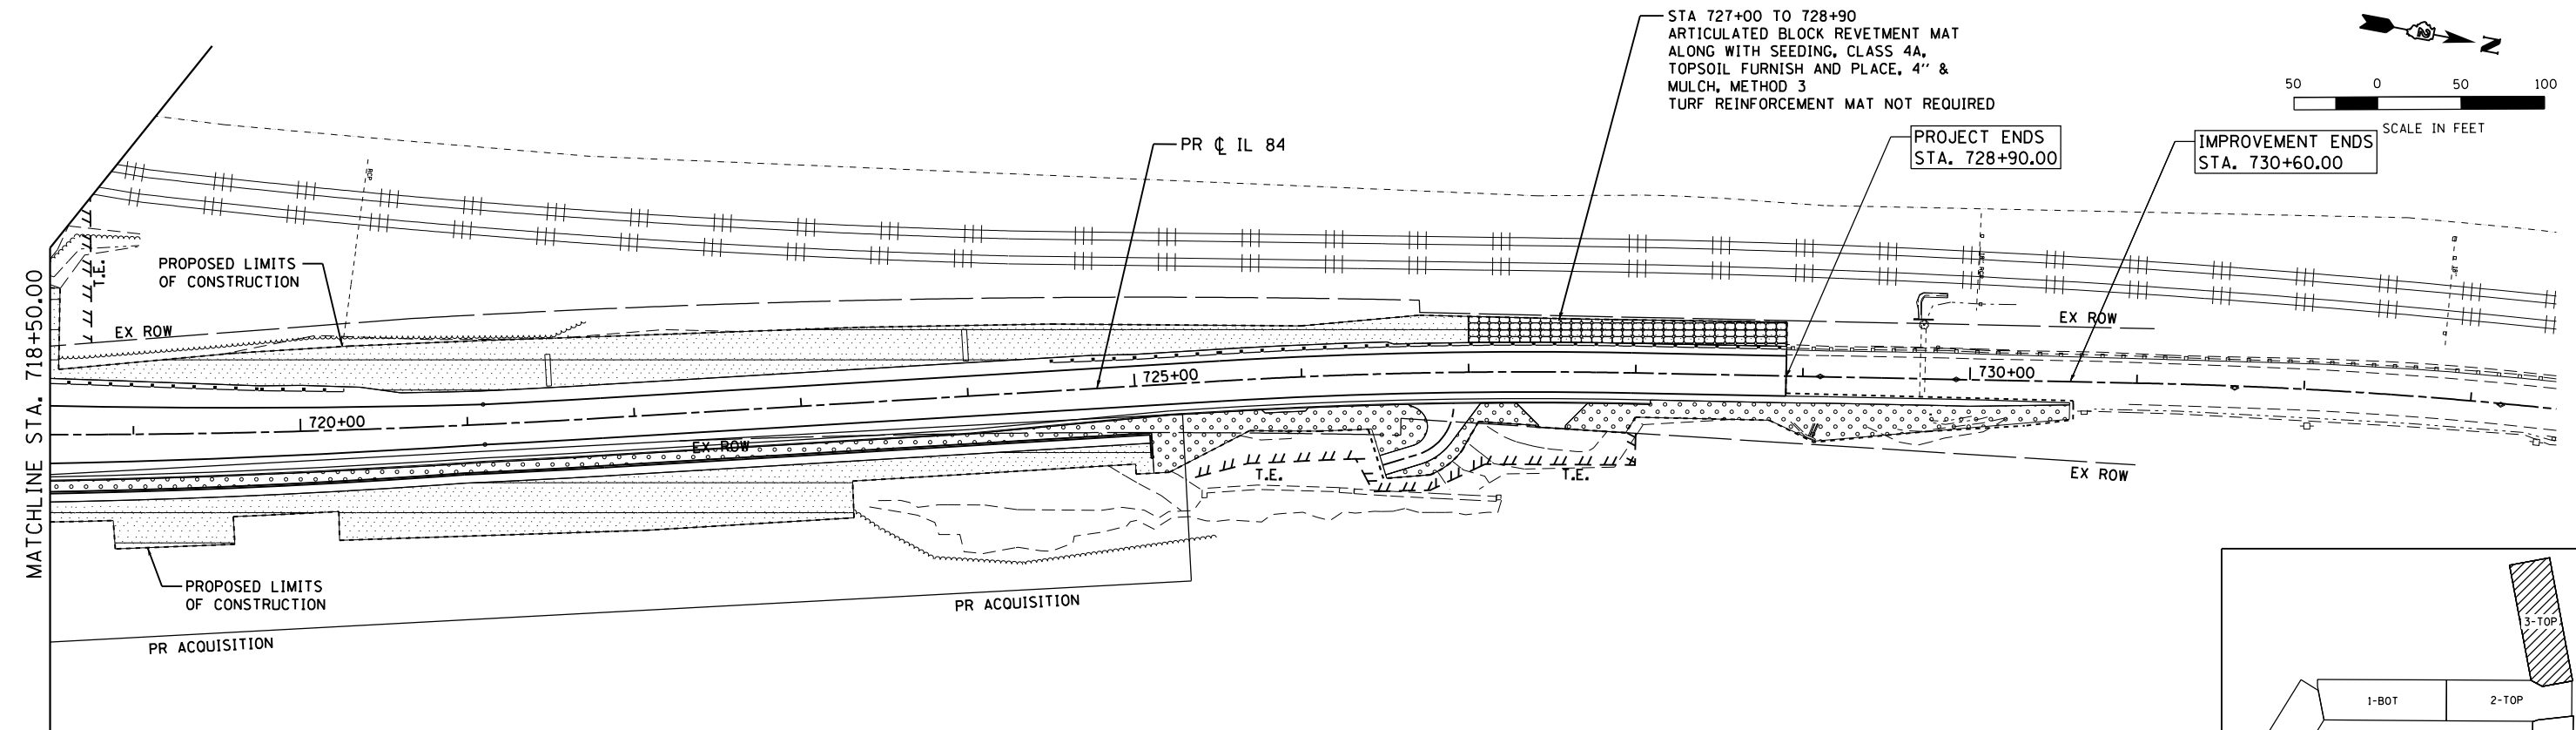 STA 727+00 TO 728+90
ARTICULATED BLOCK REVETMENT MAT
ALONG WITH SEEDING, CLASS 4A,
TOPSOIL FURNISH AND PLACE, 4'' &
MULCH, METHOD 3
TURF REINFORCEMENT MAT NOT REQUIRED
N
50 0 50 100
SCALE IN FEET
PROJECT ENDS
STA. 728+90.00
IMPROVEMENT ENDS
STA. 730+60.00
PR ℄ IL 84
RCP
MATCHLINE STA. 718+50.00
T.E.
PROPOSED LIMITS
OF CONSTRUCTION
EX ROW
EX ROW
720+00
725+00
730+00
EX ROW
EX ROW
T.E.
T.E.
PROPOSED LIMITS
OF CONSTRUCTION
PR ACQUISITION
PR ACQUISITION
3-TOP
1-BOT
2-TOP